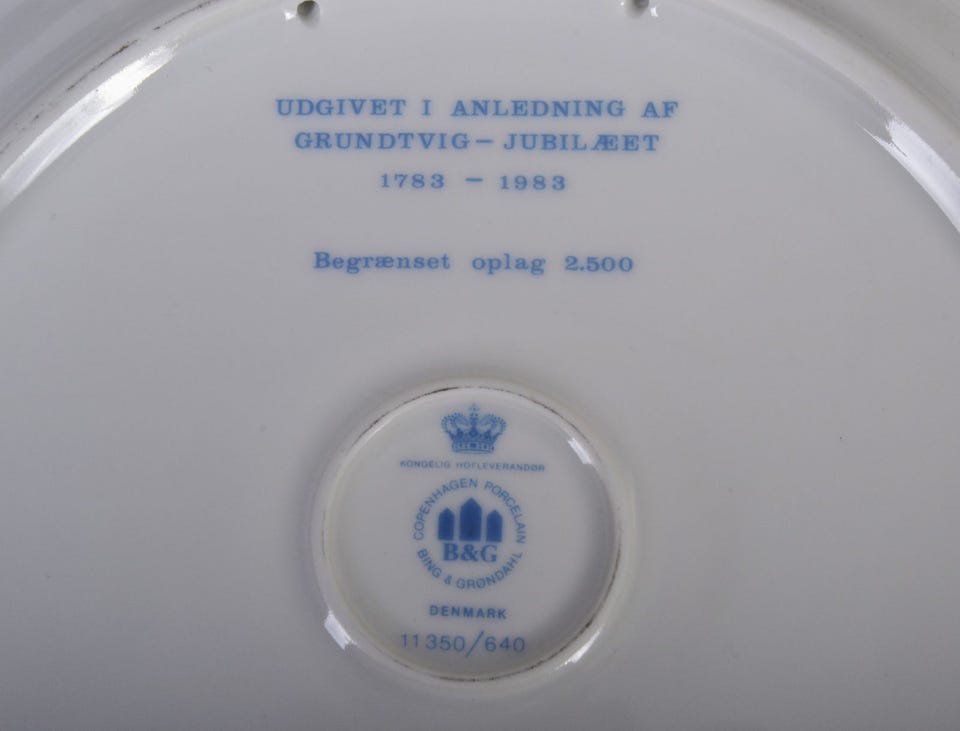 UDGIVET I ANLEDNING AF
GRUNDTVIG – JUBILÆET
1783 – 1983
Begrænset oplag 2.500
KONGELIG HOFLEVERANDØR
COPENHAGEN PORCELAIN
B&G
BING & GRØNDAHL
DENMARK
11350/640